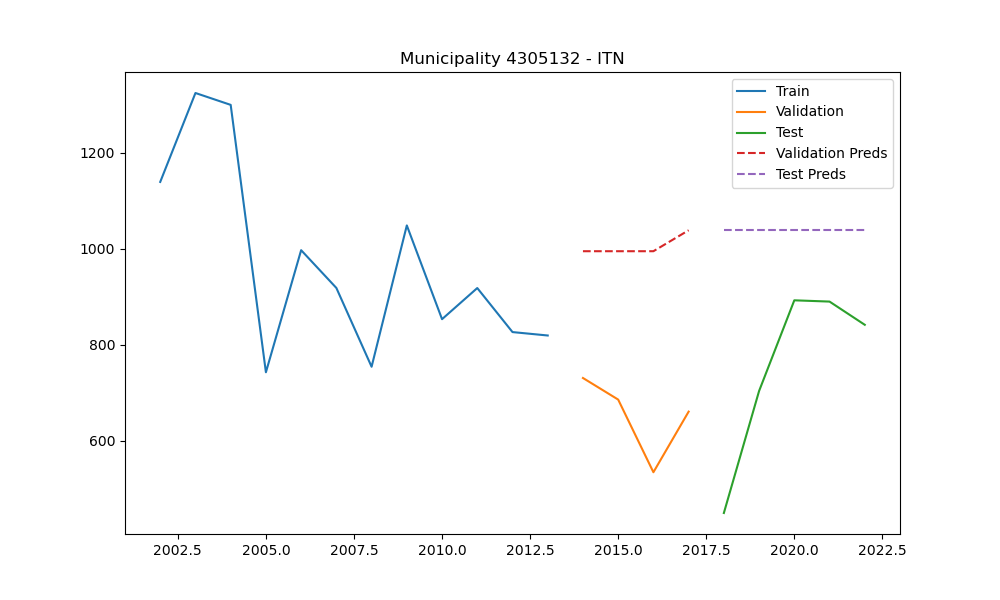 Municipality 4305132 - ITN
Train
Validation
Test
Validation Preds
Test Preds
1200
1000
800
600
2002.5 2005.0 2007.5 2010.0 2012.5 2015.0 2017.5 2020.0 2022.5